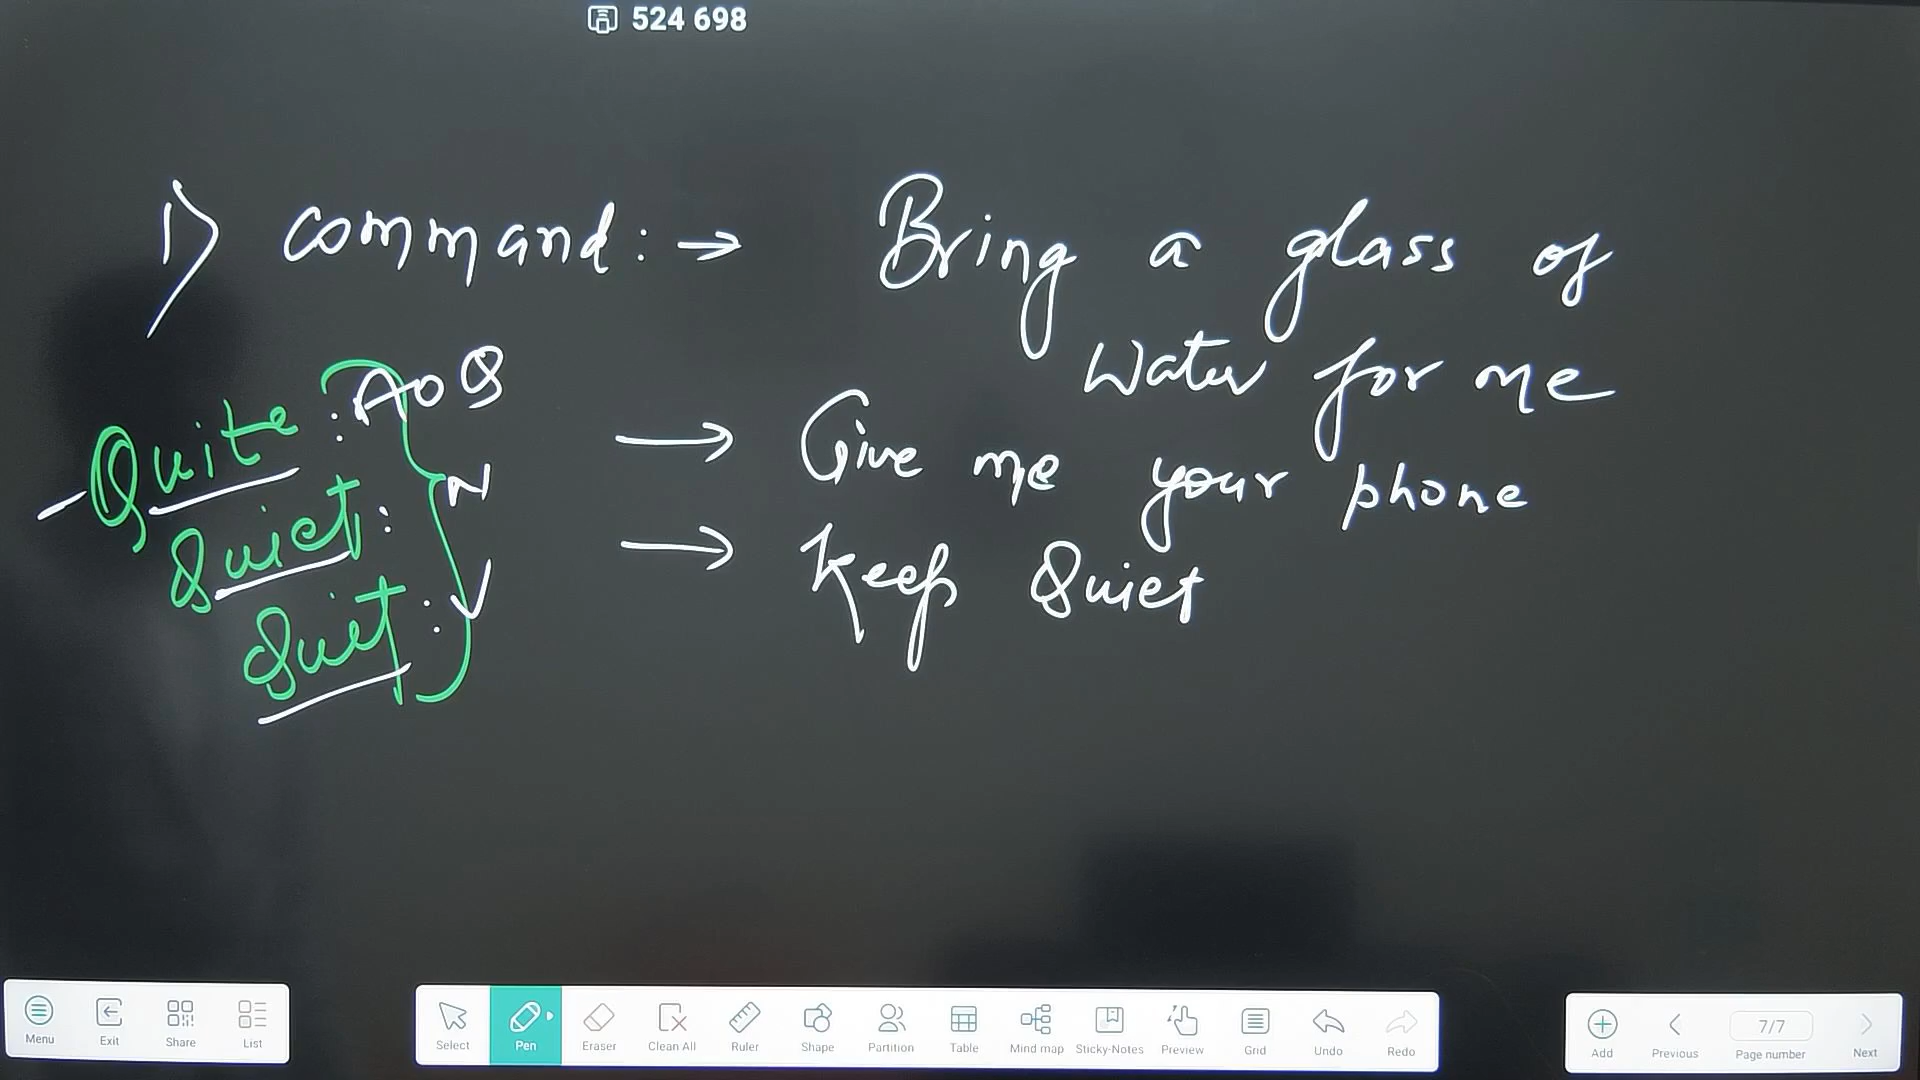 524 698
1) command :→ Bring a glass of
water for me
Quite : AOQ
→ Give me your phone
Quiet : N
→ Keep Quiet
Quit : V
Menu Exit Share List
Select Pen Eraser Clean All Ruler Shape Partition Table Mind map Sticky-Notes Preview Grid Undo Redo
Add Previous 7/7 Page number Next